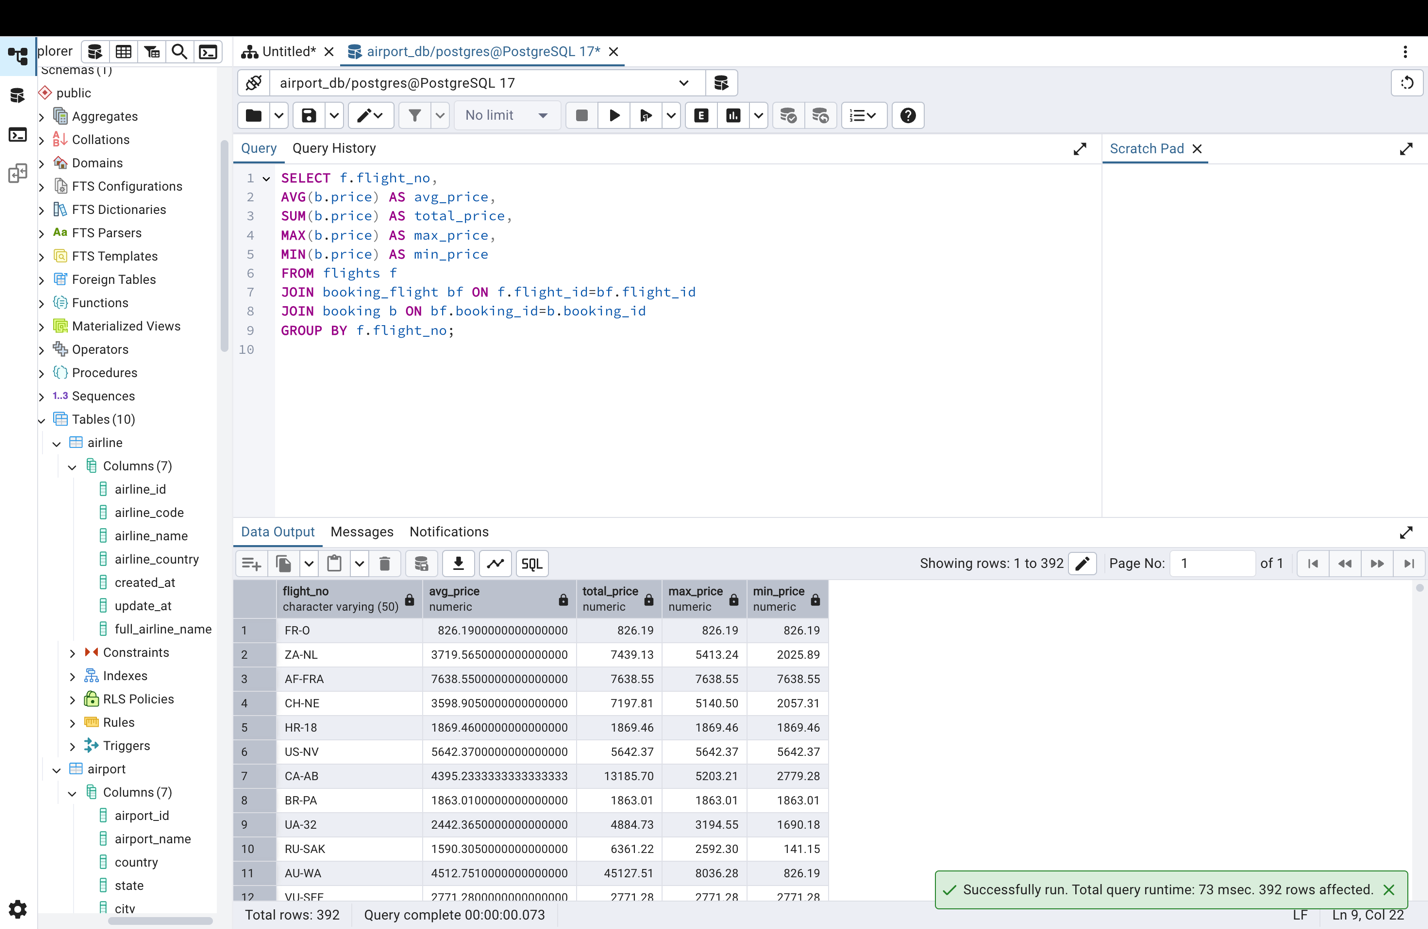 plorer
Untitled*
airport_db/postgres@PostgreSQL 17*
Schemas (1)
public
Aggregates
Collations
Domains
FTS Configurations
FTS Dictionaries
Aa FTS Parsers
FTS Templates
Foreign Tables
Functions
Materialized Views
Operators
Procedures
1..3 Sequences
Tables (10)
airline
Columns (7)
airline_id
airline_code
airline_name
airline_country
created_at
update_at
full_airline_name
Constraints
Indexes
RLS Policies
Rules
Triggers
airport
Columns (7)
airport_id
airport_name
country
state
city
airport_db/postgres@PostgreSQL 17
No limit
E
Query Query History
Scratch Pad
1 SELECT f.flight_no,
2 AVG(b.price) AS avg_price,
3 SUM(b.price) AS total_price,
4 MAX(b.price) AS max_price,
5 MIN(b.price) AS min_price
6 FROM flights f
7 JOIN booking_flight bf ON f.flight_id=bf.flight_id
8 JOIN booking b ON bf.booking_id=b.booking_id
9 GROUP BY f.flight_no;
10
Data Output Messages Notifications
SQL
Showing rows: 1 to 392
Page No: 1 of 1
flight_no avg_price total_price max_price min_price
character varying (50) numeric numeric numeric numeric
1 FR-O 826.1900000000000000 826.19 826.19 826.19
2 ZA-NL 3719.5650000000000000 7439.13 5413.24 2025.89
3 AF-FRA 7638.5500000000000000 7638.55 7638.55 7638.55
4 CH-NE 3598.9050000000000000 7197.81 5140.50 2057.31
5 HR-18 1869.4600000000000000 1869.46 1869.46 1869.46
6 US-NV 5642.3700000000000000 5642.37 5642.37 5642.37
7 CA-AB 4395.2333333333333333 13185.70 5203.21 2779.28
8 BR-PA 1863.0100000000000000 1863.01 1863.01 1863.01
9 UA-32 2442.3650000000000000 4884.73 3194.55 1690.18
10 RU-SAK 1590.3050000000000000 6361.22 2592.30 141.15
11 AU-WA 4512.7510000000000000 45127.51 8036.28 826.19
12 VU-SEE 2771.2800000000000000 2771.28 2771.28 2771.28
Successfully run. Total query runtime: 73 msec. 392 rows affected.
Total rows: 392
Query complete 00:00:00.073
LF
Ln 9, Col 22